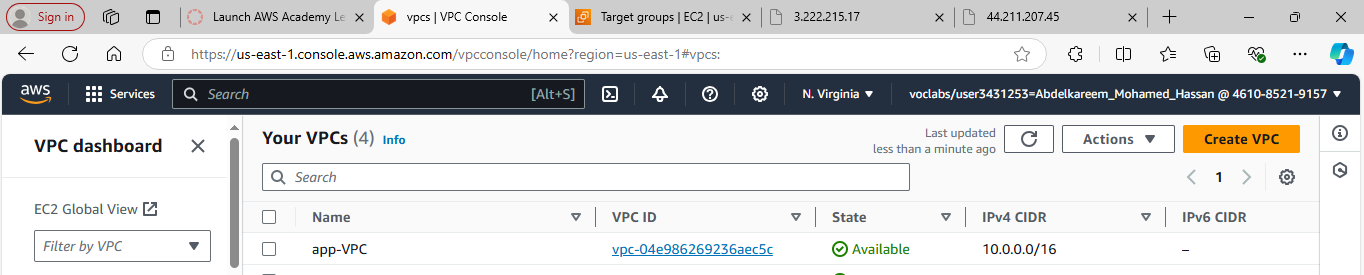 Sign in
Launch AWS Academy Le
vpcs | VPC Console
Target groups | EC2 | us-e
3.222.215.17
44.211.207.45
https://us-east-1.console.aws.amazon.com/vpcconsole/home?region=us-east-1#vpcs:
aws
Services
Search
[Alt+S]
N. Virginia
voclabs/user3431253=Abdelkareem_Mohamed_Hassan @ 4610-8521-9157
VPC dashboard
EC2 Global View
Filter by VPC
Your VPCs (4) Info
Last updated
less than a minute ago
Actions
Create VPC
Search
1
Name
VPC ID
State
IPv4 CIDR
IPv6 CIDR
app-VPC
vpc-04e986269236aec5c
Available
10.0.0.0/16
–